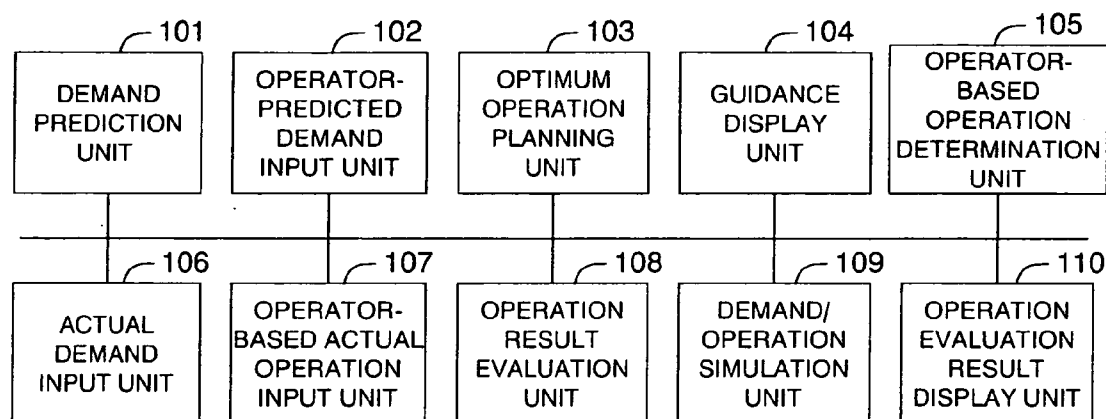 101
DEMAND
PREDICTION
UNIT
102
OPERATOR-
PREDICTED
DEMAND
INPUT UNIT
103
OPTIMUM
OPERATION
PLANNING
UNIT
104
GUIDANCE
DISPLAY
UNIT
105
OPERATOR-
BASED
OPERATION
DETERMINATION
UNIT
106
ACTUAL
DEMAND
INPUT UNIT
107
OPERATOR-
BASED ACTUAL
OPERATION
INPUT UNIT
108
OPERATION
RESULT
EVALUATION
UNIT
109
DEMAND/
OPERATION
SIMULATION
UNIT
110
OPERATION
EVALUATION
RESULT
DISPLAY UNIT